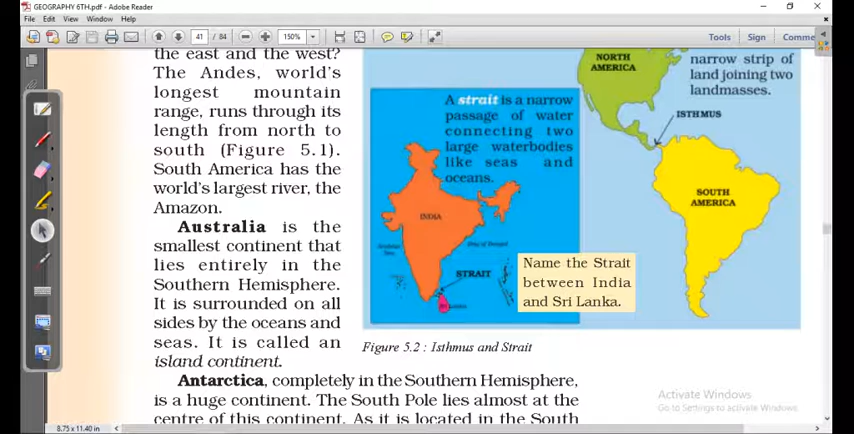 GEOGRAPHY 6TH.pdf - Adobe Reader
File Edit View Window Help
41 / 84 150% Tools Sign Comme
the east and the west?
The Andes, world's
longest mountain
range, runs through its
length from north to
south (Figure 5.1).
South America has the
world's largest river, the
Amazon.
Australia is the
smallest continent that
lies entirely in the
Southern Hemisphere.
It is surrounded on all
sides by the oceans and
seas. It is called an
island continent.
A strait is a narrow
passage of water
connecting two
large waterbodies
like seas and
oceans.
INDIA
Bay of Bengal
STRAIT
Name the Strait
between India
and Sri Lanka.
NORTH
AMERICA
narrow strip of
land joining two
landmasses.
ISTHMUS
SOUTH
AMERICA
Figure 5.2 : Isthmus and Strait
Antarctica, completely in the Southern Hemisphere,
is a huge continent. The South Pole lies almost at the
centre of this continent. As it is located in the South
Activate Windows
Go to Settings to activate Windows.
8.75 x 11.40 in